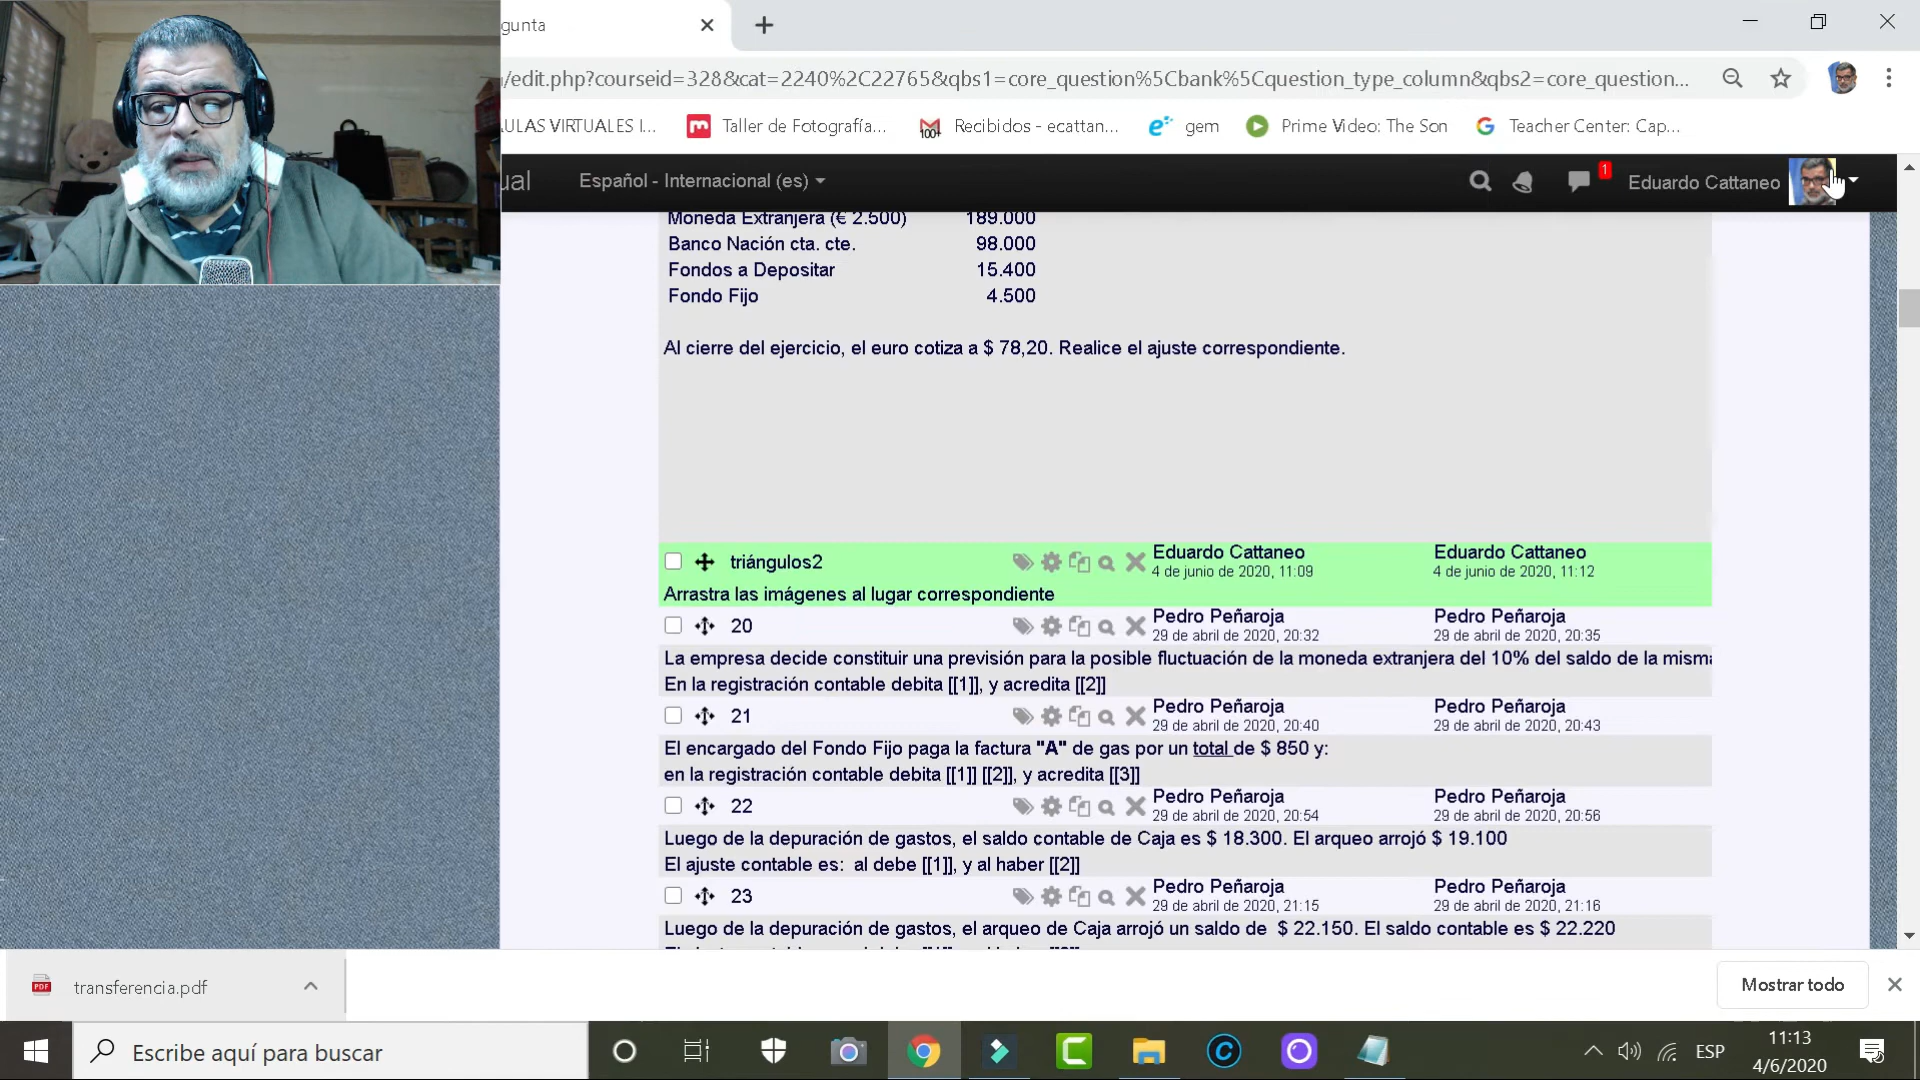 gunta
/edit.php?courseid=328&cat=2240%2C22765&qbs1=core_question%5Cbank%5Cquestion_type_column&qbs2=core_question...
AULAS VIRTUALES I... Taller de Fotografía... 100+ Recibidos - ecattan... gem Prime Video: The Son Teacher Center: Cap...
ual Español - Internacional (es) 1 Eduardo Cattaneo
Moneda Extranjera (€ 2.500) 189.000
Banco Nación cta. cte. 98.000
Fondos a Depositar 15.400
Fondo Fijo 4.500
Al cierre del ejercicio, el euro cotiza a $ 78,20. Realice el ajuste correspondiente.
triángulos2 Eduardo Cattaneo Eduardo Cattaneo
4 de junio de 2020, 11:09 4 de junio de 2020, 11:12
Arrastra las imágenes al lugar correspondiente
20 Pedro Peñaroja Pedro Peñaroja
29 de abril de 2020, 20:32 29 de abril de 2020, 20:35
La empresa decide constituir una previsión para la posible fluctuación de la moneda extranjera del 10% del saldo de la misma
En la registración contable debita [[1]], y acredita [[2]]
21 Pedro Peñaroja Pedro Peñaroja
29 de abril de 2020, 20:40 29 de abril de 2020, 20:43
El encargado del Fondo Fijo paga la factura "A" de gas por un total de $ 850 y:
en la registración contable debita [[1]] [[2]], y acredita [[3]]
22 Pedro Peñaroja Pedro Peñaroja
29 de abril de 2020, 20:54 29 de abril de 2020, 20:56
Luego de la depuración de gastos, el saldo contable de Caja es $ 18.300. El arqueo arrojó $ 19.100
El ajuste contable es: al debe [[1]], y al haber [[2]]
23 Pedro Peñaroja Pedro Peñaroja
29 de abril de 2020, 21:15 29 de abril de 2020, 21:16
Luego de la depuración de gastos, el arqueo de Caja arrojó un saldo de $ 22.150. El saldo contable es $ 22.220
PDF transferencia.pdf Mostrar todo
Escribe aquí para buscar ESP 11:13
4/6/2020